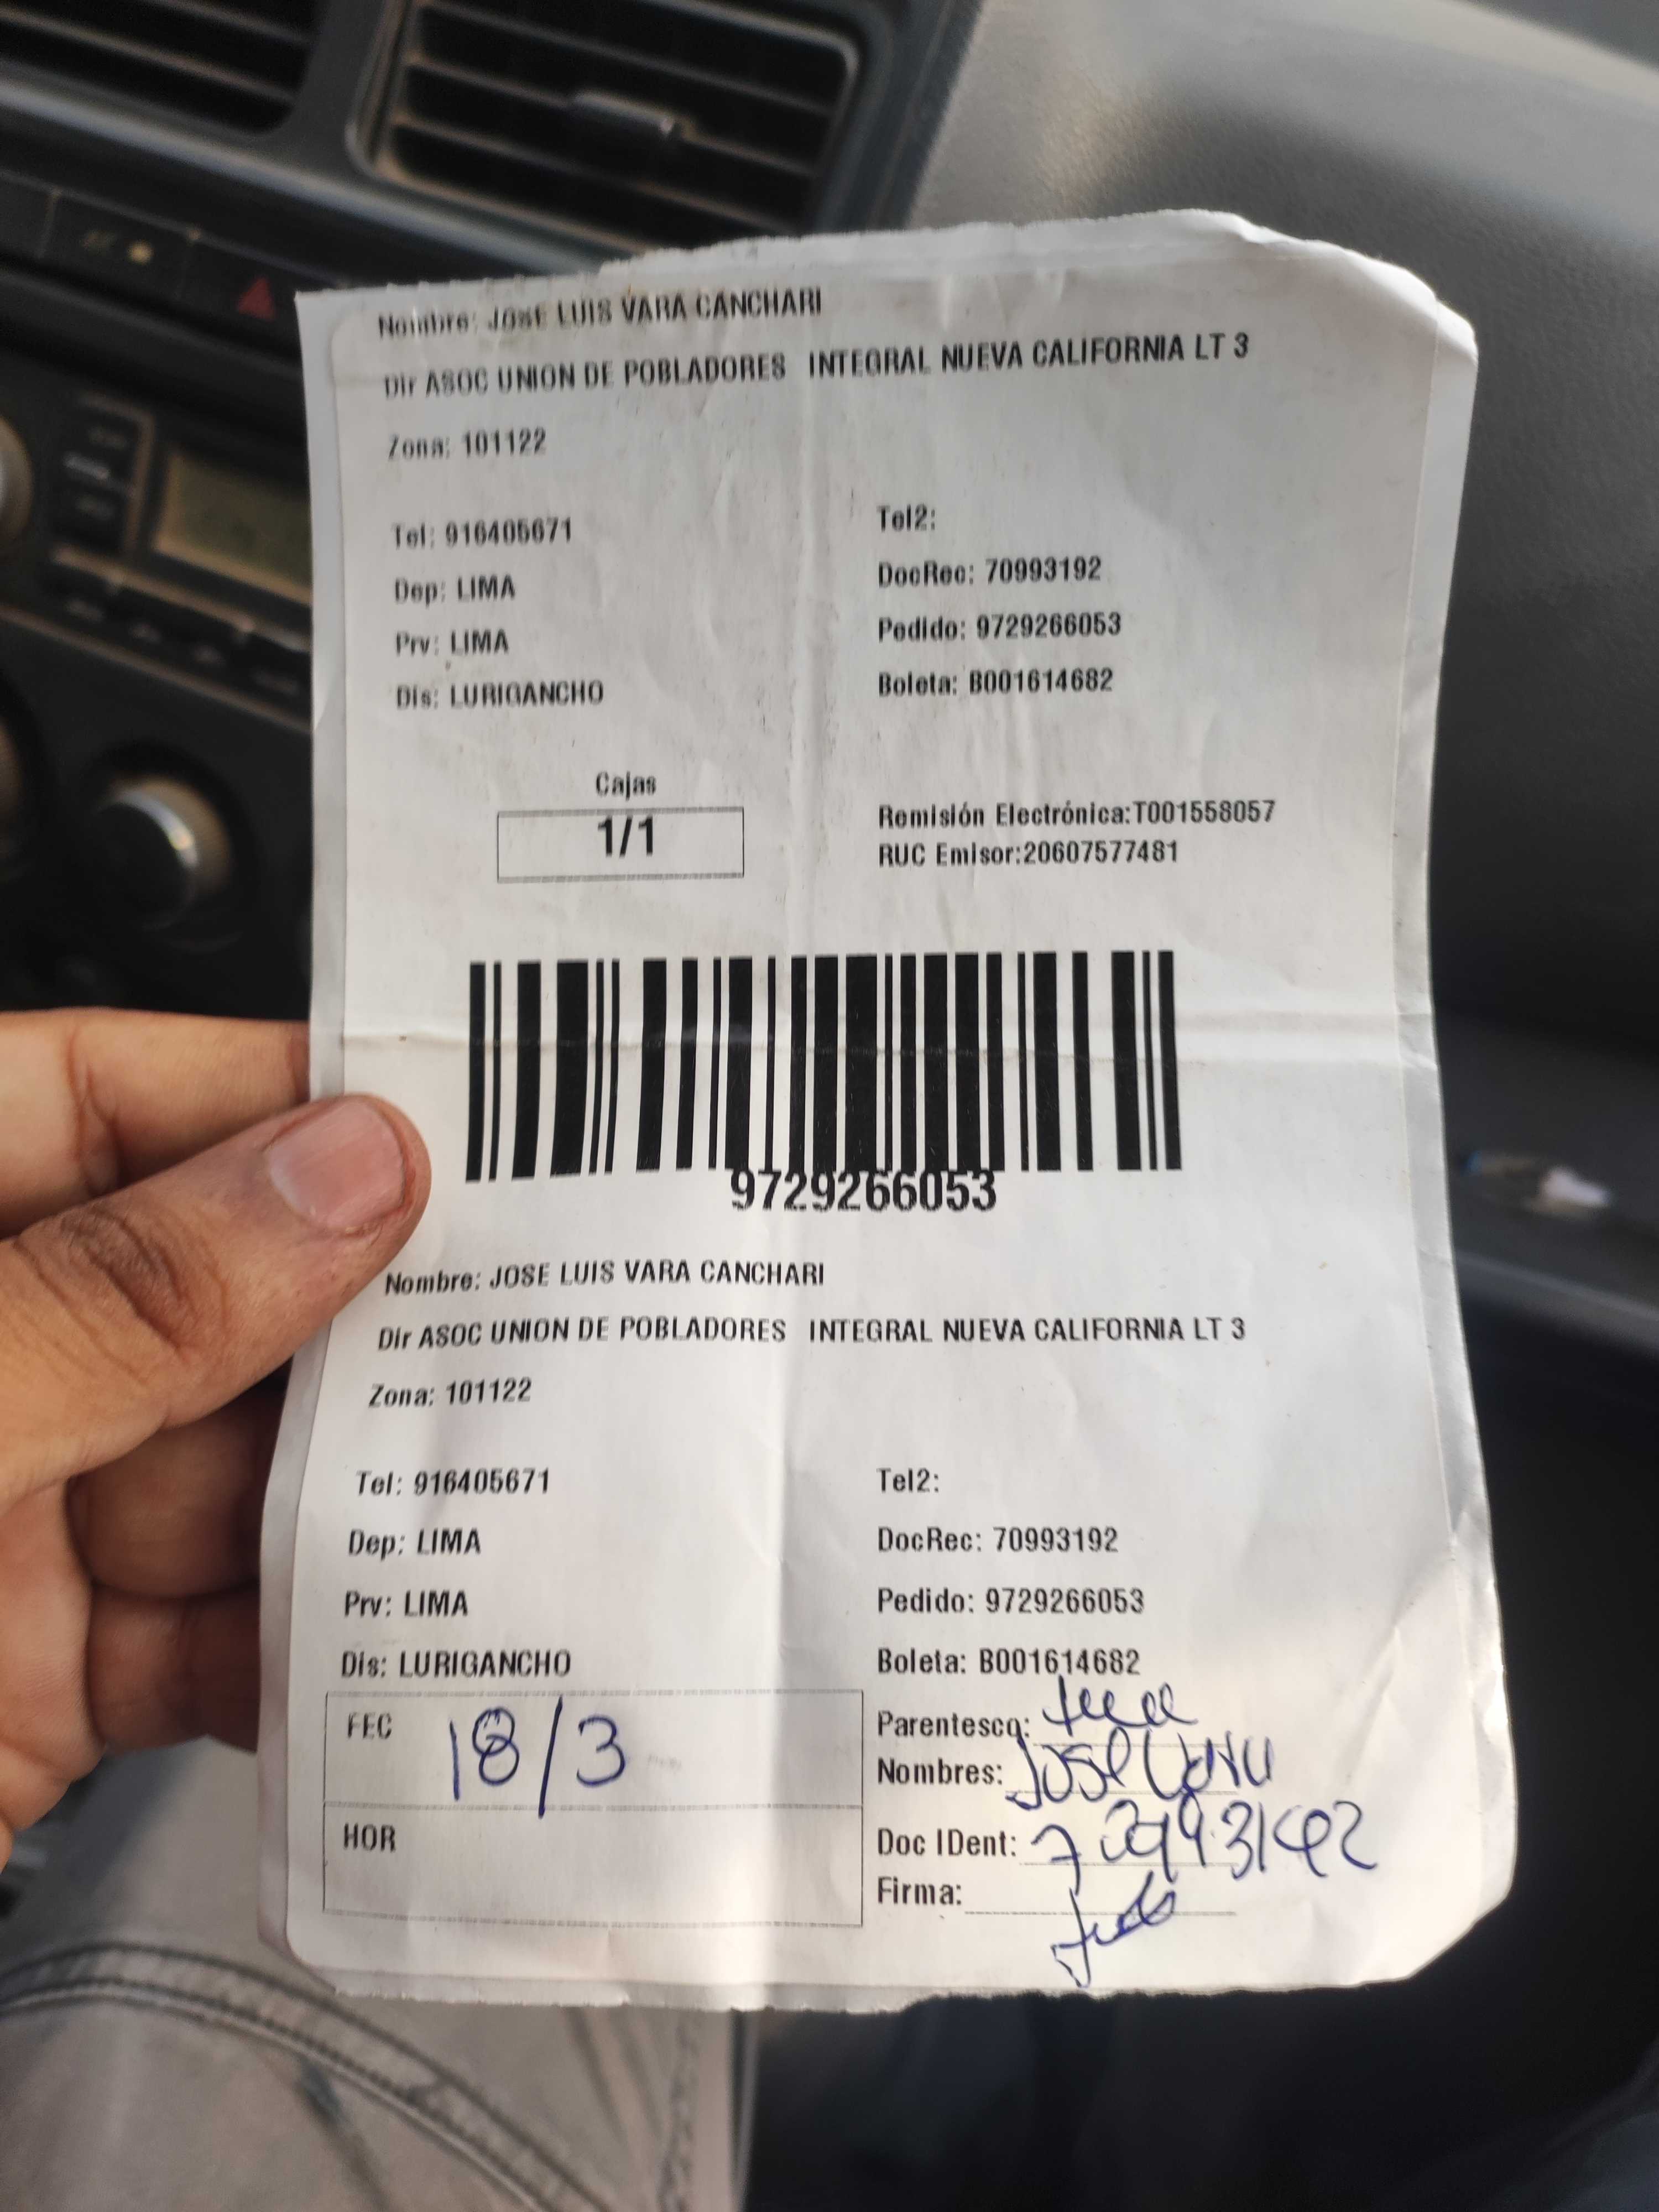 Nombre: JOSE LUIS VARA CANCHARI
Dir ASOC UNION DE POBLADORES INTEGRAL NUEVA CALIFORNIA LT 3
Zona: 101122
Tel: 916405671 Tel2:
DocRec: 70993192
Dep: LIMA
Pedido: 9729266053
Prv: LIMA
Boleta: B001614682
Dis: LURIGANCHO
Cajas
1/1
Remisión Electrónica:T001558057
RUC Emisor:20607577481
9729266053
Nombre: JOSE LUIS VARA CANCHARI
Dir ASOC UNION DE POBLADORES INTEGRAL NUEVA CALIFORNIA LT 3
Zona: 101122
Tel: 916405671 Tel2:
Dep: LIMA DocRec: 70993192
Prv: LIMA Pedido: 9729266053
Dis: LURIGANCHO Boleta: B001614682
FEC 18/3
HOR
Parentesco:
Nombres: Jose Vara
Doc IDent:
Firma: